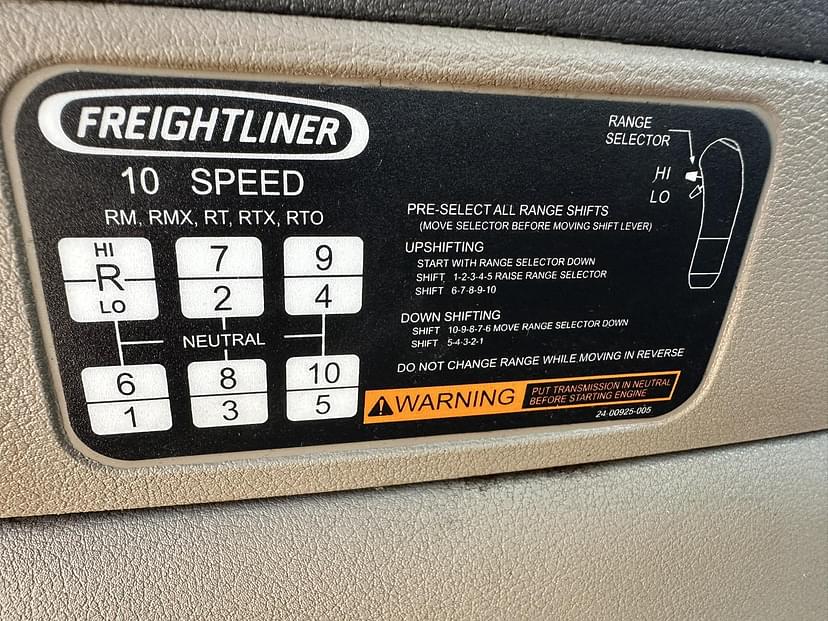 FREIGHTLINER
10 SPEED
RM, RMX, RT, RTX, RTO
HI
R
LO
7
2
9
4
NEUTRAL
6
1
8
3
10
5
RANGE
SELECTOR
HI
LO
PRE-SELECT ALL RANGE SHIFTS
(MOVE SELECTOR BEFORE MOVING SHIFT LEVER)
UPSHIFTING
START WITH RANGE SELECTOR DOWN
SHIFT 1-2-3-4-5 RAISE RANGE SELECTOR
SHIFT 6-7-8-9-10
DOWN SHIFTING
SHIFT 10-9-8-7-6 MOVE RANGE SELECTOR DOWN
SHIFT 5-4-3-2-1
DO NOT CHANGE RANGE WHILE MOVING IN REVERSE
WARNING
PUT TRANSMISSION IN NEUTRAL
BEFORE STARTING ENGINE
24-00925-005